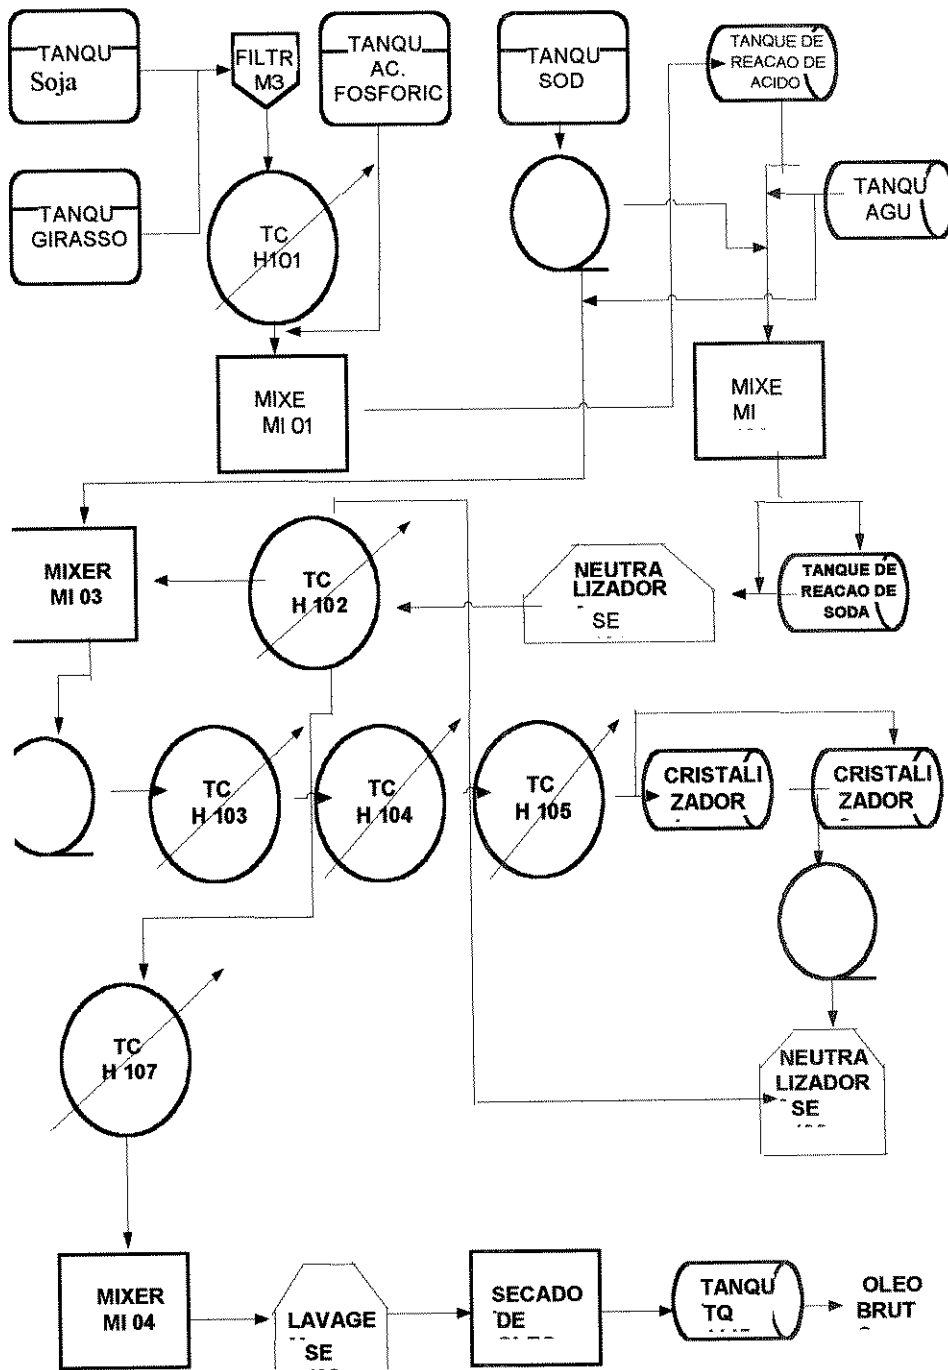 TANQU
Soja
FILTR
M3
TANQU
AC.
FOSFORIC
TANQU
SOD
TANQUE DE
REACAO DE
ACIDO
TANQU
GIRASSO
TC
H101
TANQU
AGU
MIXE
MI 01
MIXE
MI
MIXER
MI 03
TC
H 102
NEUTRA
LIZADOR
SE
TANQUE DE
REACAO DE
SODA
TC
H 103
TC
H 104
TC
H 105
CRISTALI
ZADOR
CRISTALI
ZADOR
TC
H 107
NEUTRA
LIZADOR
SE
MIXER
MI 04
LAVAGE
SE
SECADO
DE
TANQU
TQ
OLEO
BRUT